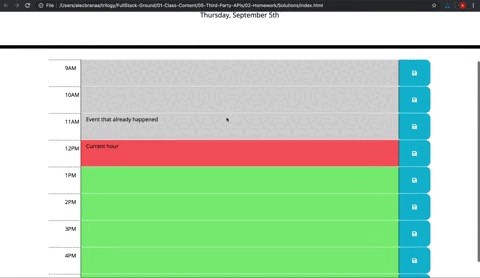 File | /Users/alecbranaa/trilogy/FullStack-Ground/01-Class-Content/05-Third-Party-APIs/02-Homework/Solutions/index.html
Thursday, September 5th
9AM
10AM
11AM Event that already happened
12PM Current hour
1PM
2PM
3PM
4PM